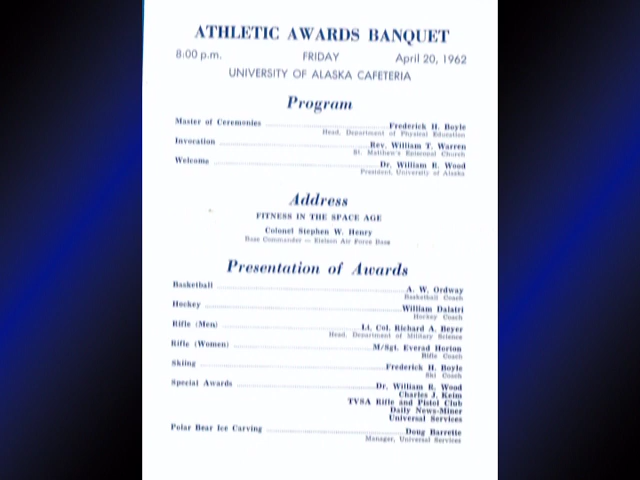 ATHLETIC AWARDS BANQUET
8:00 p.m. FRIDAY April 20, 1962
UNIVERSITY OF ALASKA CAFETERIA
Program
Master of Ceremonies Frederick H. Boyle
Head, Department of Physical Education
Invocation Rev. William T. Warren
St. Matthew's Episcopal Church
Welcome Dr. William R. Wood
President, University of Alaska
Address
FITNESS IN THE SPACE AGE
Colonel Stephen W. Henry
Base Commander — Eielson Air Force Base
Presentation of Awards
Basketball A. W. Ordway
Basketball Coach
Hockey William Daltri
Hockey Coach
Rifle (Men) Lt. Col. Richard A. Beyer
Head, Department of Military Science
Rifle (Women) M/Sgt. Everad Horton
Rifle Coach
Skiing Frederick H. Boyle
Ski Coach
Special Awards Dr. William R. Wood
Charles J. Keim
TVSA Rifle and Pistol Club
Daily News-Miner
Universal Services
Polar Bear Ice Carving Doug Barrette
Manager, Universal Services